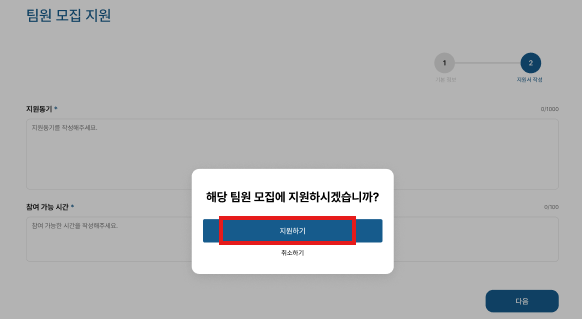 팀원 모집 지원
1
2
기본 정보
지원서 작성
지원동기 *
0/1000
지원동기를 작성해주세요.
해당 팀원 모집에 지원하시겠습니까?
참여 가능 시간 *
0/100
지원하기
참여 가능한 시간을 작성해주세요.
취소하기
다음